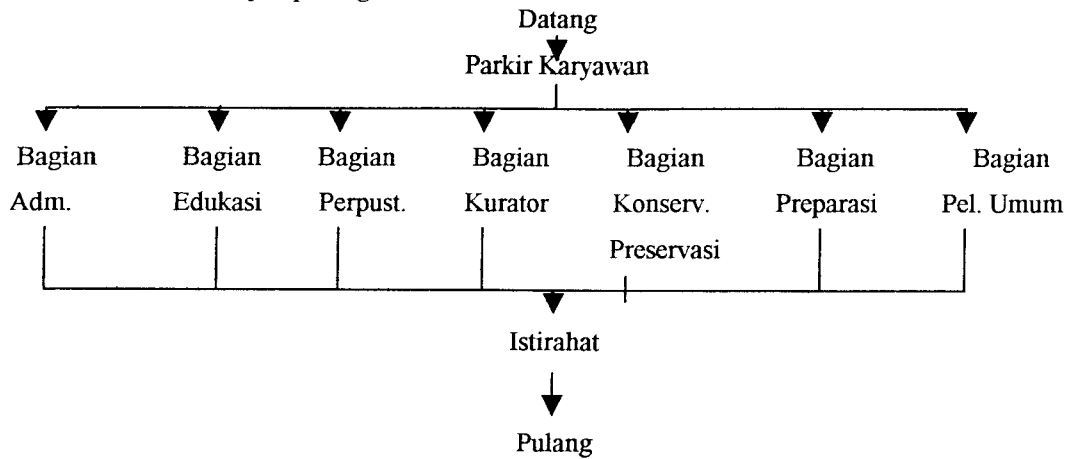 Datang
Parkir Karyawan
Bagian Bagian Bagian Bagian Bagian Bagian Bagian
Adm. Edukasi Perpust. Kurator Konserv. Preparasi Pel. Umum
Preservasi
Istirahat
Pulang